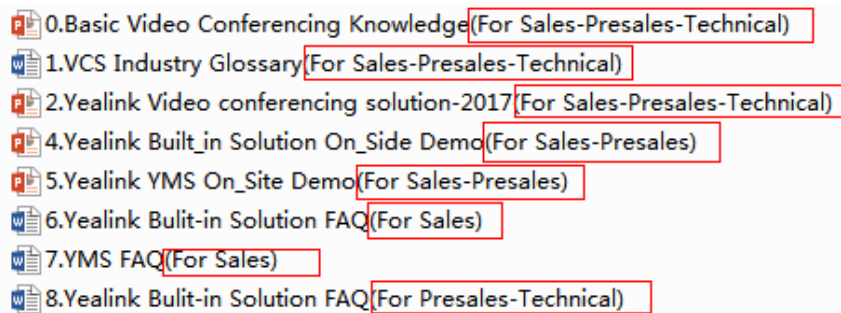 0.Basic Video Conferencing Knowledge(For Sales-Presales-Technical)
1.VCS Industry Glossary(For Sales-Presales-Technical)
2.Yealink Video conferencing solution-2017(For Sales-Presales-Technical)
4.Yealink Built_in Solution On_Side Demo(For Sales-Presales)
5.Yealink YMS On_Site Demo(For Sales-Presales)
6.Yealink Bulit-in Solution FAQ(For Sales)
7.YMS FAQ(For Sales)
8.Yealink Bulit-in Solution FAQ(For Presales-Technical)